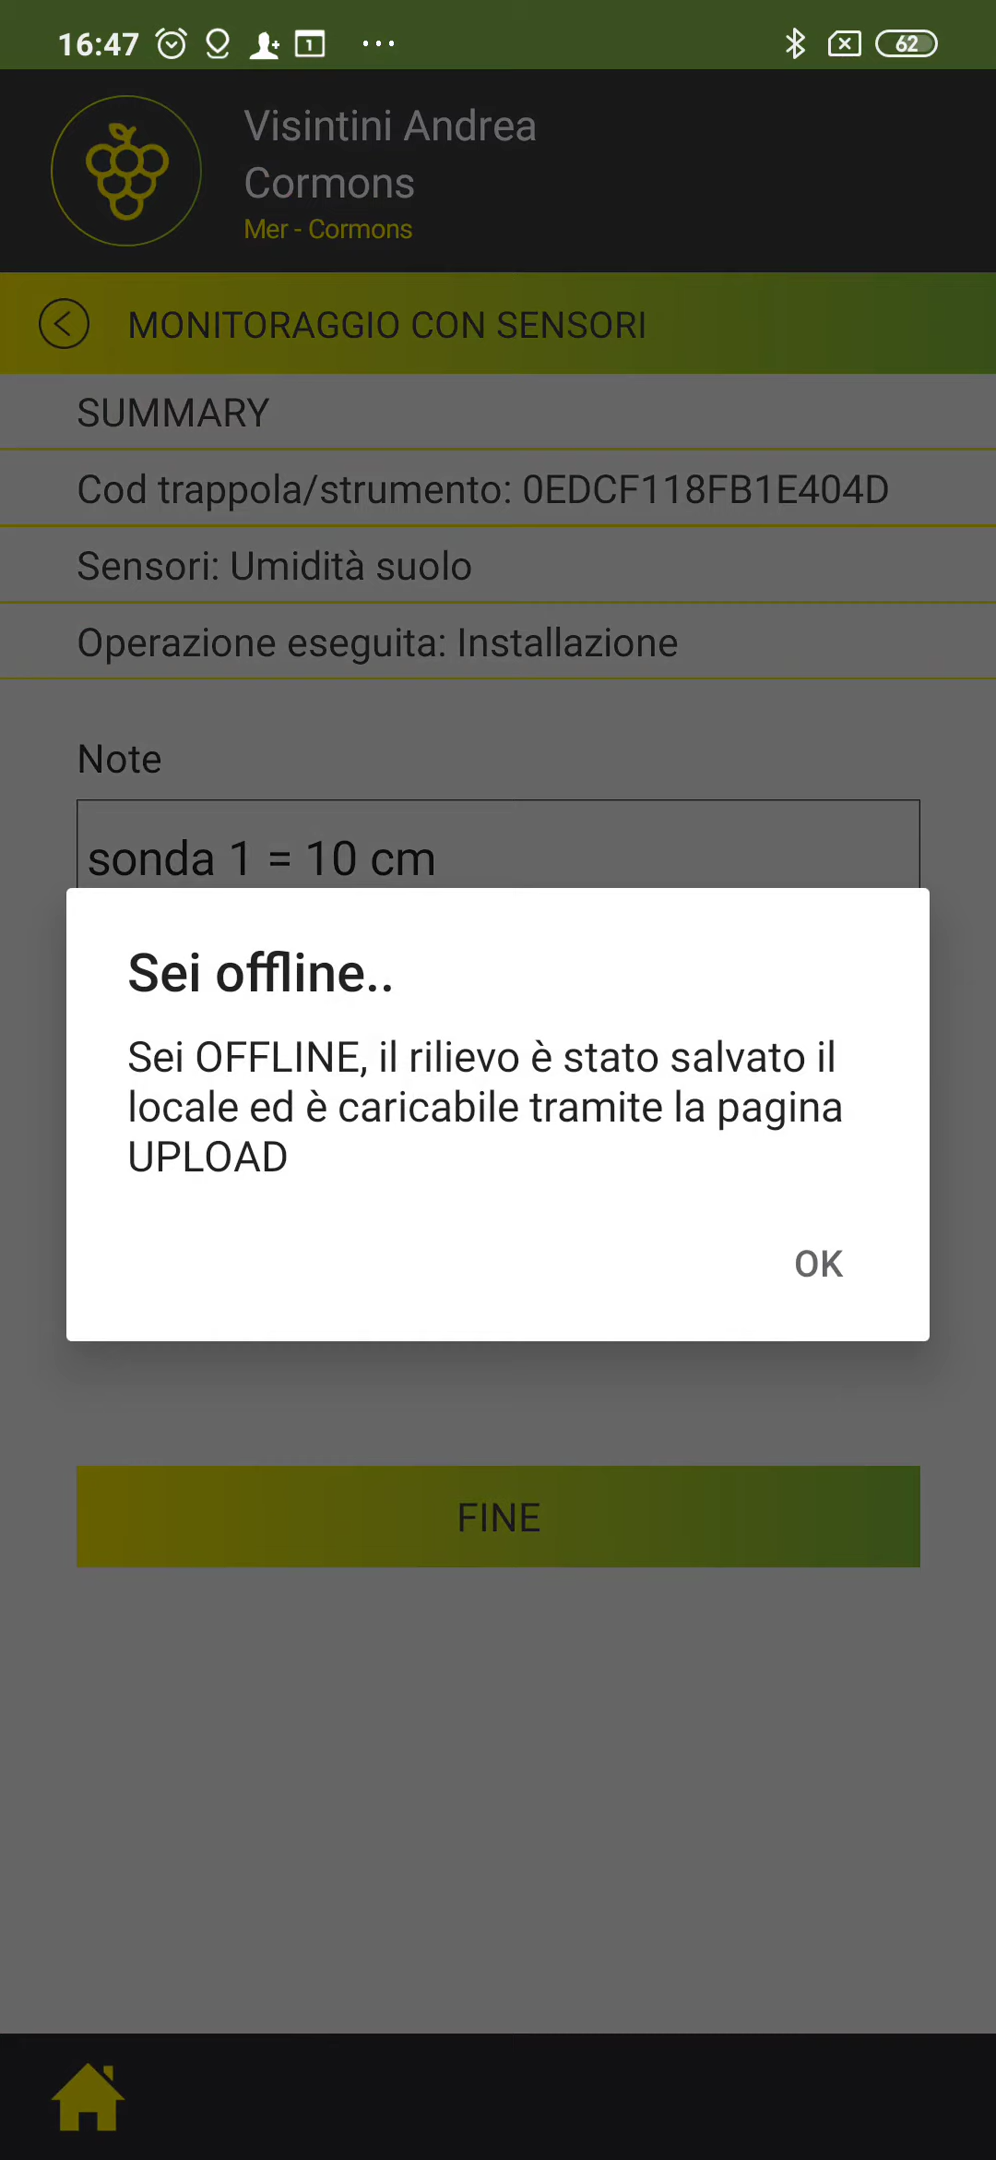 16:47
1
62
Visintini Andrea
Cormons
Mer - Cormons
MONITORAGGIO CON SENSORI
SUMMARY
Cod trappola/strumento: 0EDCF118FB1E404D
Sensori: Umidità suolo
Operazione eseguita: Installazione
Note
sonda 1 = 10 cm
Sei offline..
Sei OFFLINE, il rilievo è stato salvato il
locale ed è caricabile tramite la pagina
UPLOAD
OK
FINE